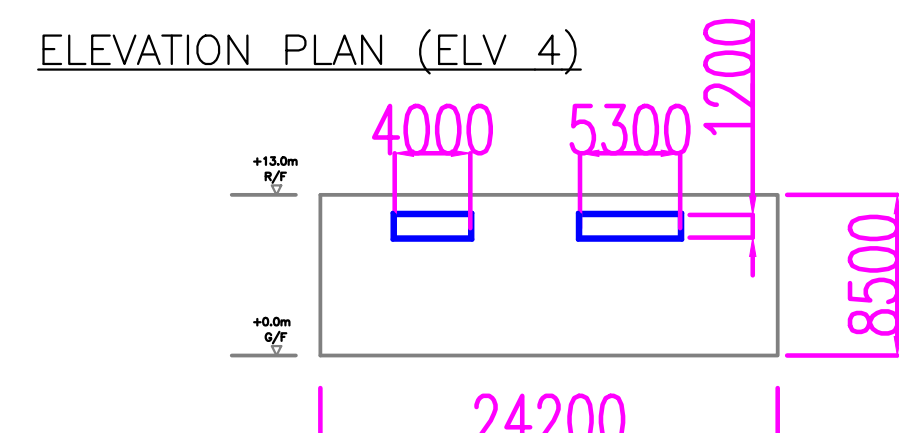 ELEVATION PLAN (ELV 4)
1200
4000
5300
+13.0m
R/F
8500
+0.0m
G/F
24200